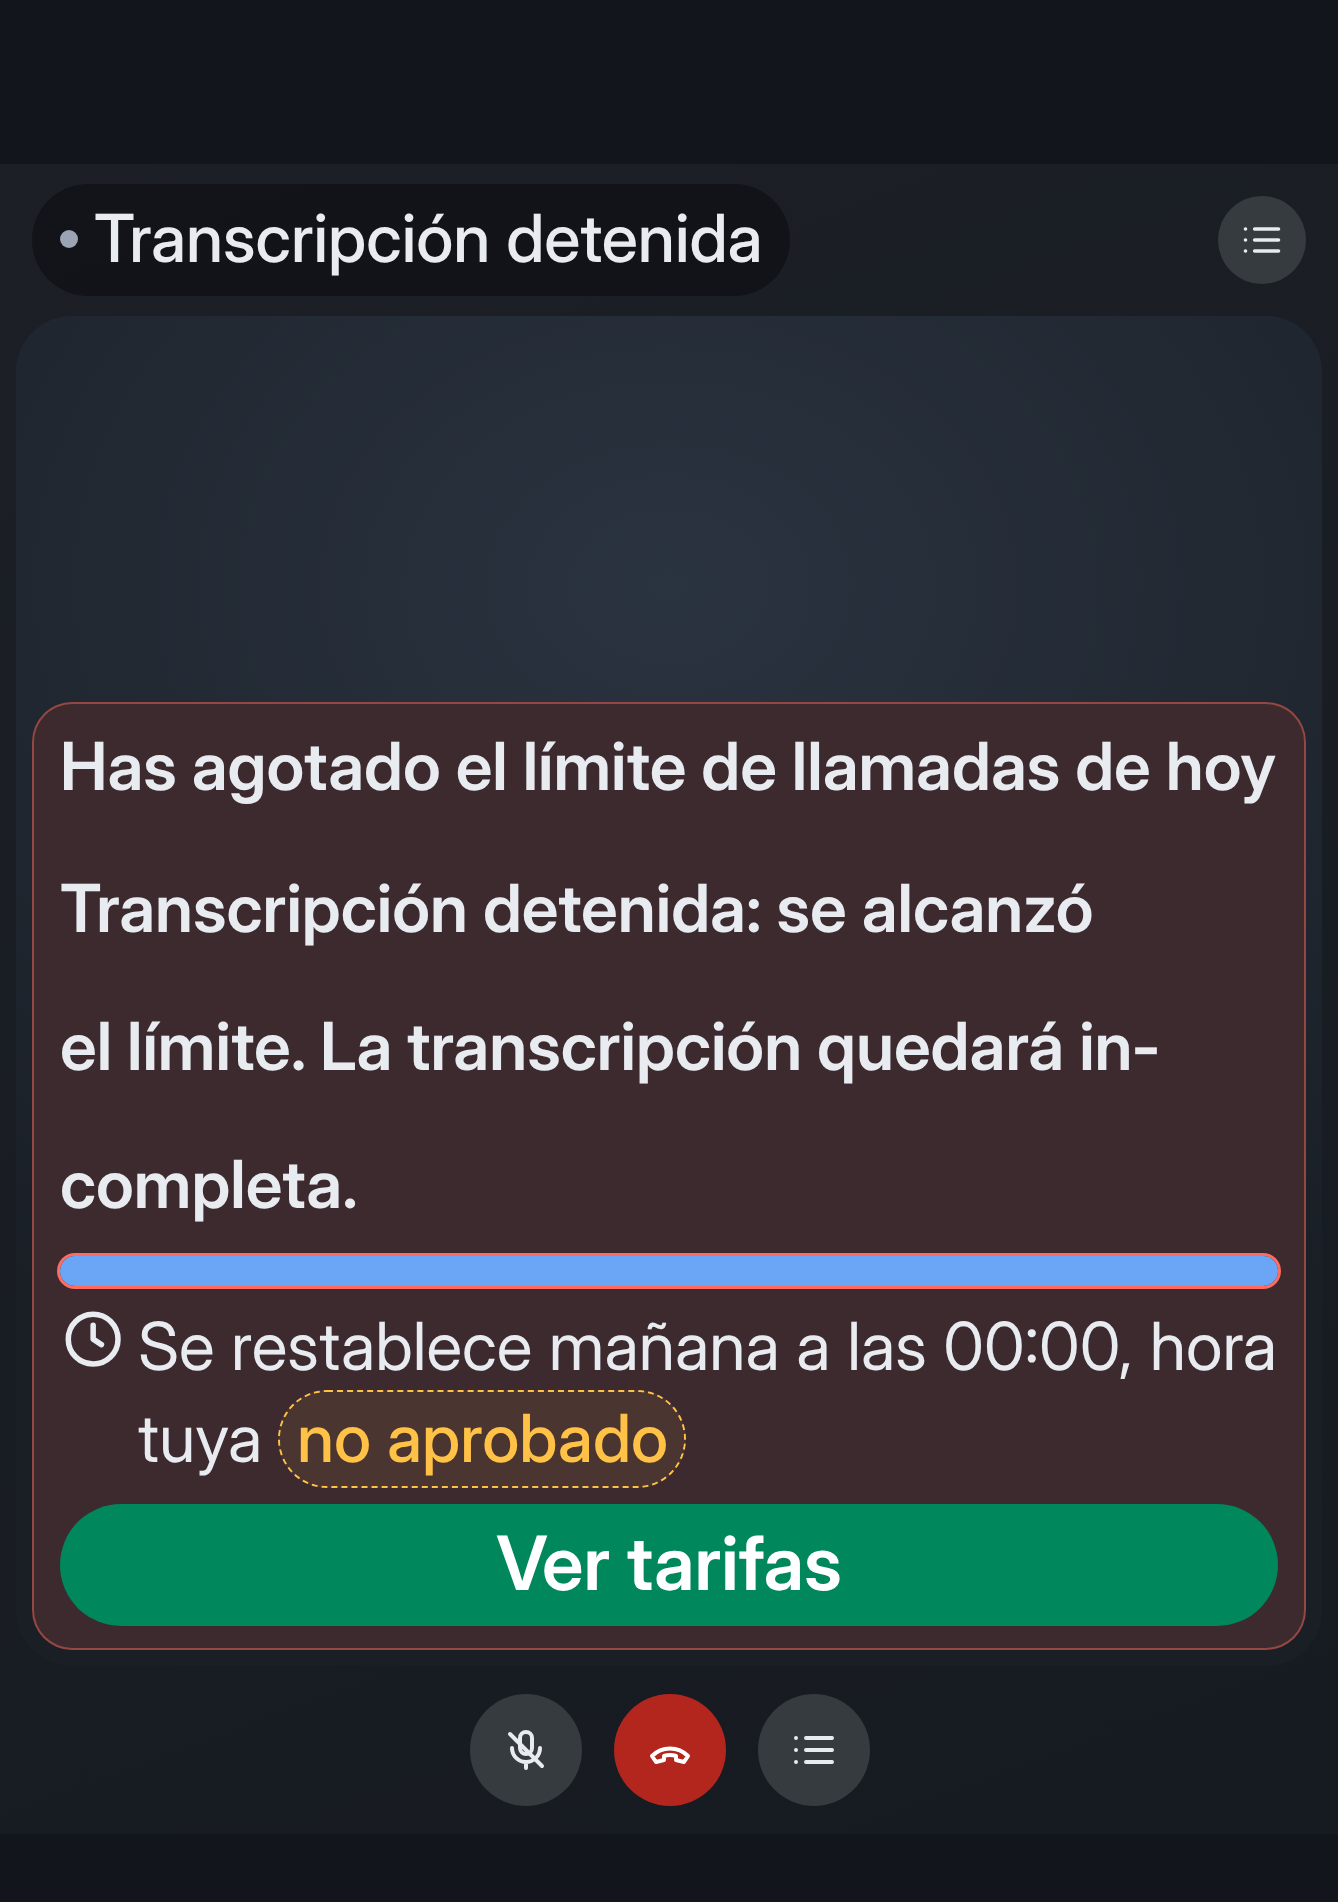 Transcripción detenida
Has agotado el límite de llamadas de hoy
Transcripción detenida: se alcanzó
el límite. La transcripción quedará in-
completa.
Se restablece mañana a las 00:00, hora
tuya no aprobado
Ver tarifas